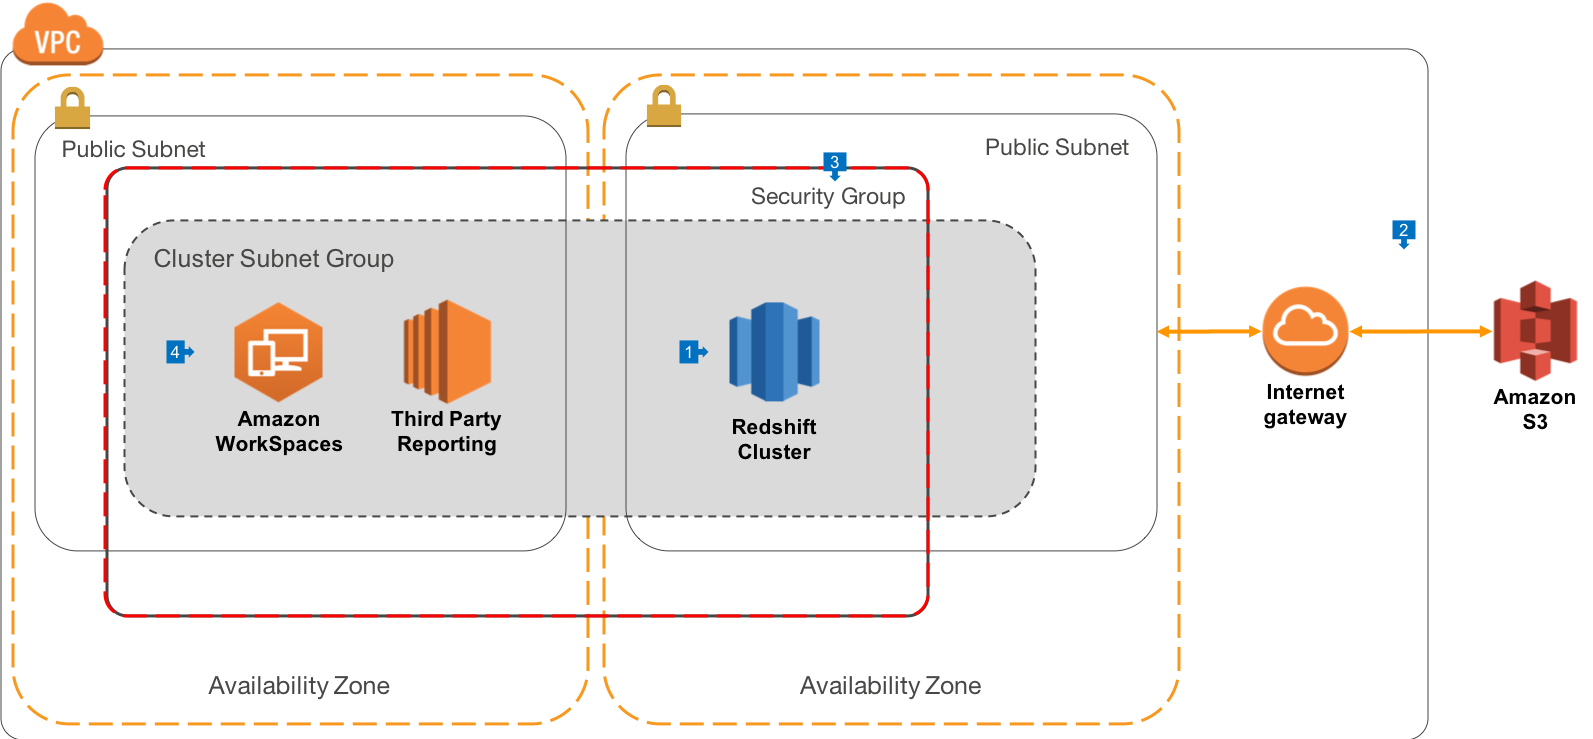 VPC
Public Subnet
Public Subnet
3
Security Group
2
Cluster Subnet Group
4
1
Amazon
WorkSpaces
Third Party
Reporting
Redshift
Cluster
Internet
gateway
Amazon
S3
Availability Zone
Availability Zone